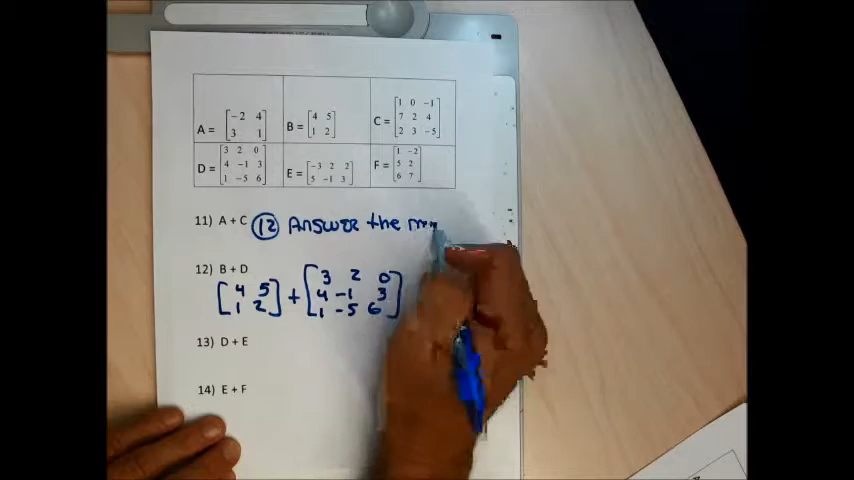 A = [-2 4
3 1]
B = [4 5
1 2]
C = [1 0 -1
7 2 4
2 3 -5]
D = [3 2 0
4 -1 3
1 -5 6]
E = [-3 2 2
5 -1 3]
F = [1 -2
5 2
6 7]
11) A + C (12) Answer the
12) B + D
[4 5
1 2] + [3 2 0
4 -1 3
1 -5 6]
13) D + E
14) E + F